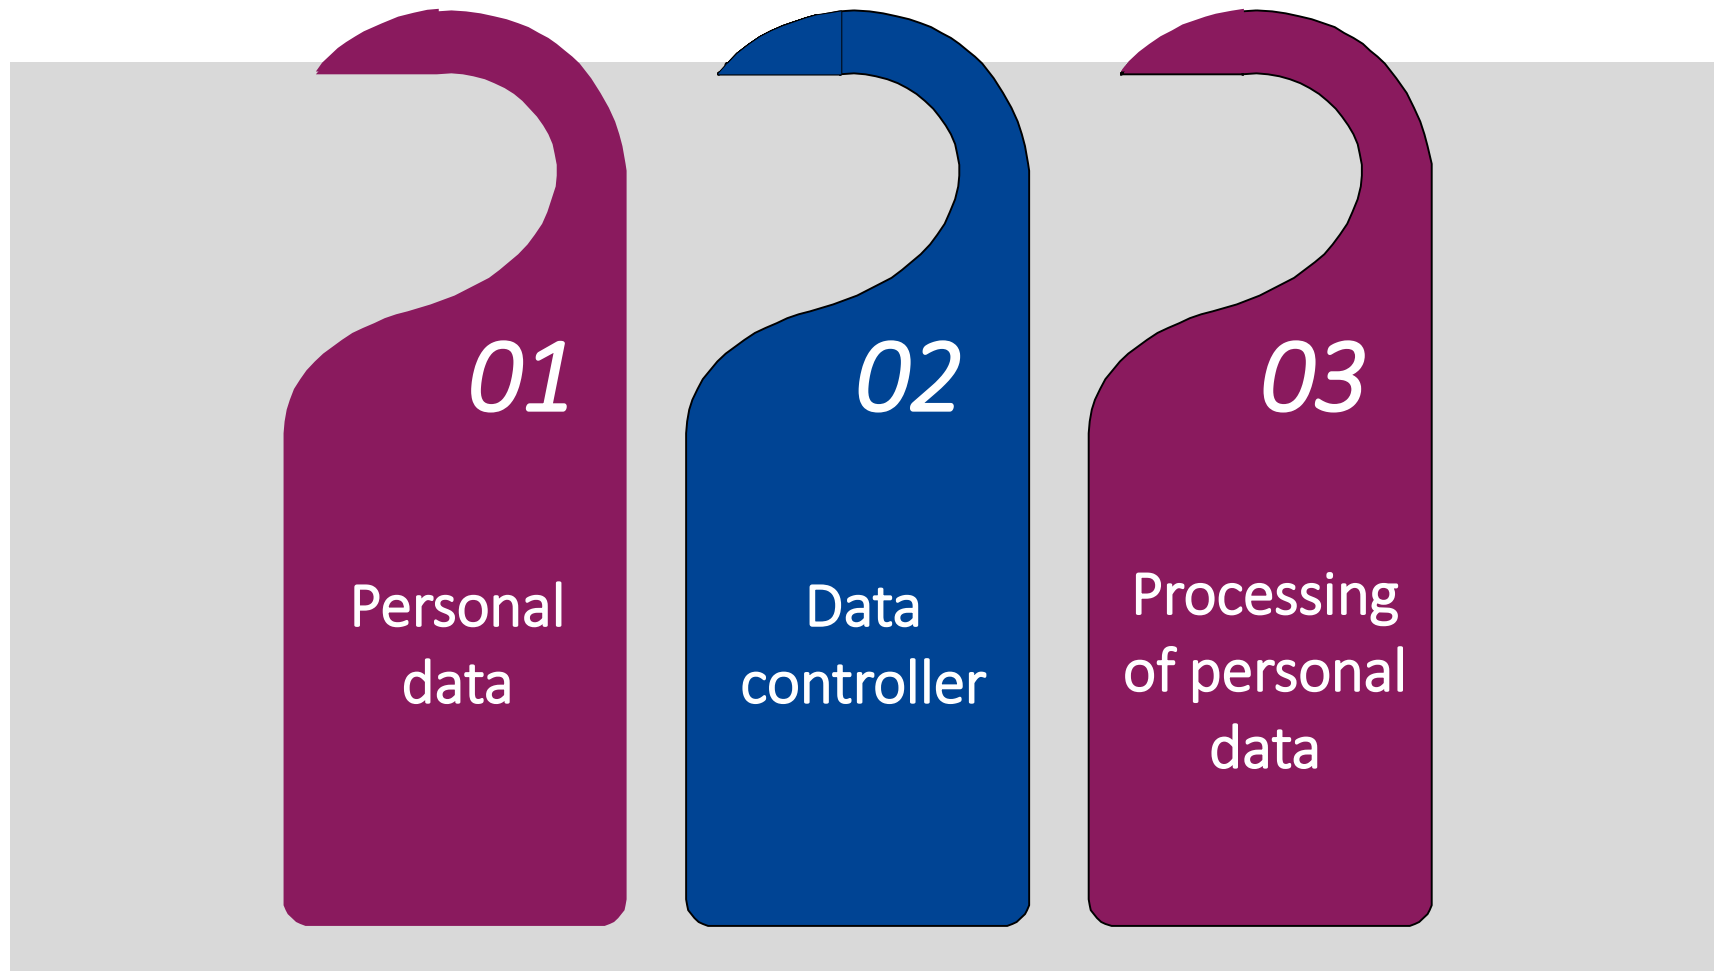 01
Personal
data
02
Data
controller
03
Processing
of personal
data